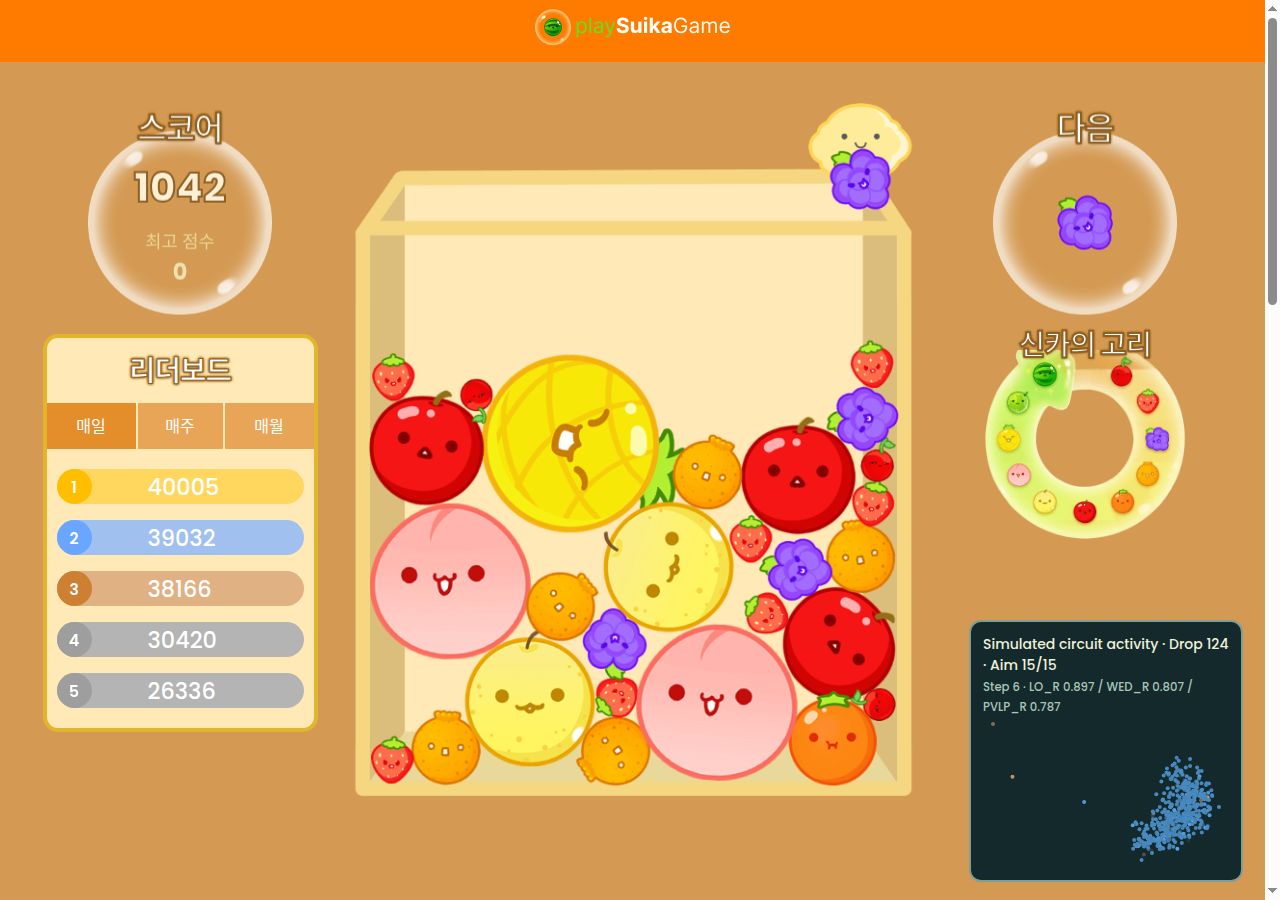 playSuikaGame
스코어
1042
최고 점수
0
리더보드
매일 매주 매월
1 40005
2 39032
3 38166
4 30420
5 26336
다음
신카의 고리
Simulated circuit activity · Drop 124
· Aim 15/15
Step 6 · LO_R 0.897 / WED_R 0.807 /
PVLP_R 0.787